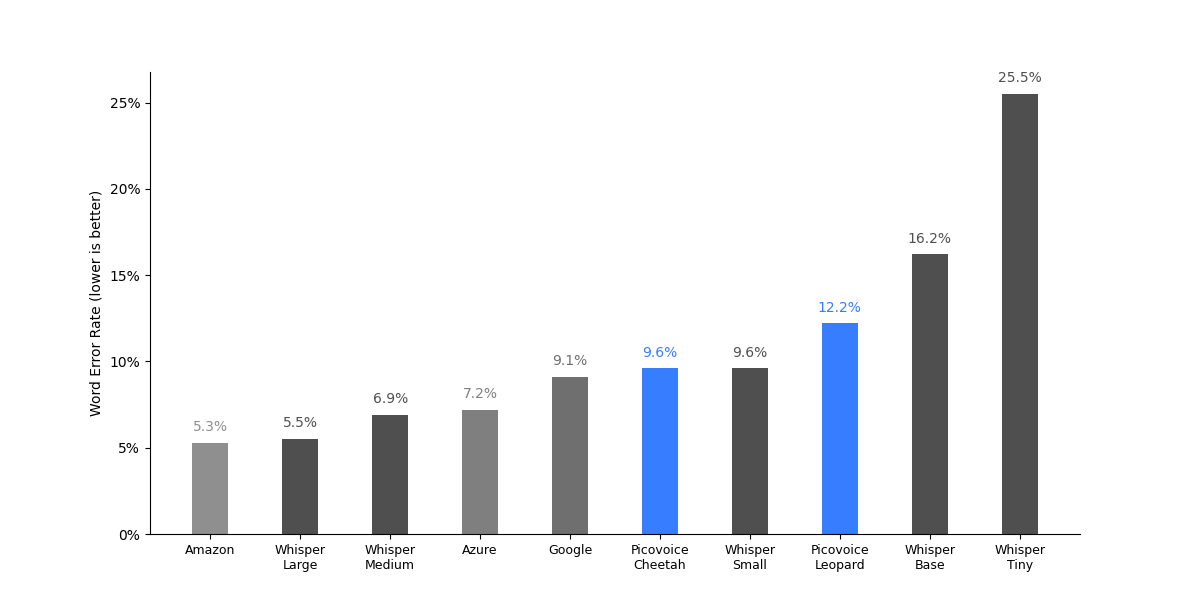 Word Error Rate (lower is better)
25%
20%
15%
10%
5%
0%
5.3%
5.5%
6.9%
7.2%
9.1%
9.6%
9.6%
12.2%
16.2%
25.5%
Amazon
Whisper
Large
Whisper
Medium
Azure
Google
Picovoice
Cheetah
Whisper
Small
Picovoice
Leopard
Whisper
Base
Whisper
Tiny